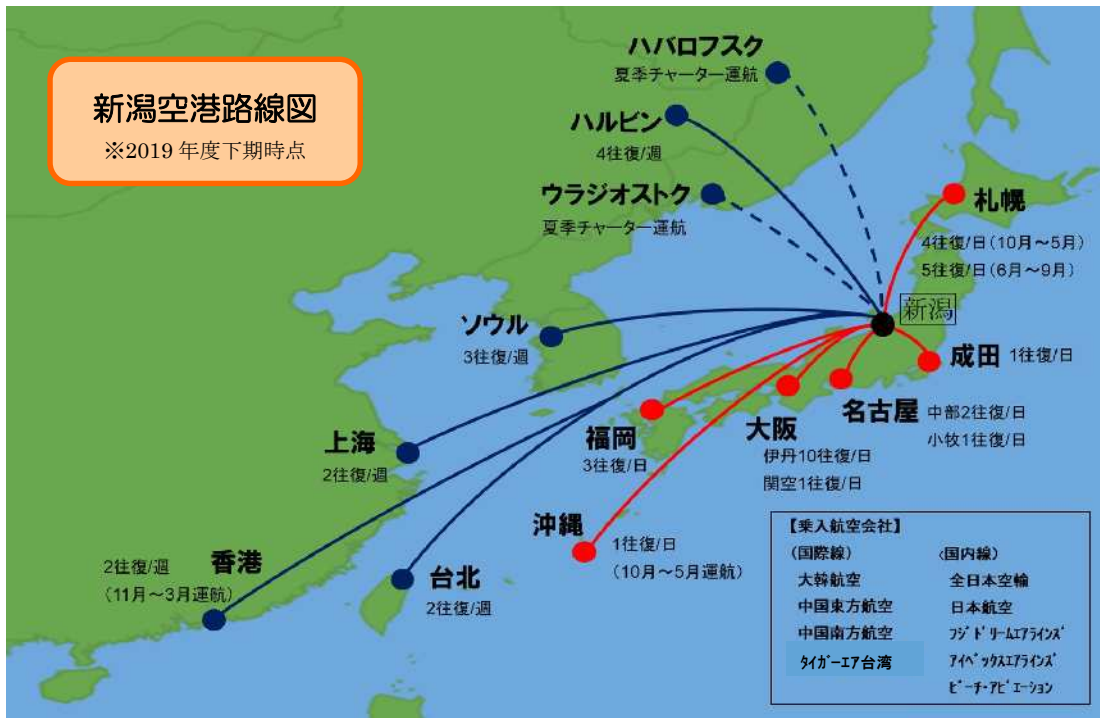 新潟空港路線図
※2019 年度下期時点
ハバロフスク
夏季チャーター運航
ハルビン
4往復/週
ウラジオストク
夏季チャーター運航
札幌
4往復/日(10月～5月)
5往復/日(6月～9月)
新潟
ソウル
3往復/週
成田 1往復/日
名古屋
中部2往復/日
小牧1往復/日
大阪
伊丹10往復/日
関空1往復/日
福岡
3往復/日
上海
2往復/週
沖縄
1往復/日
(10月～5月運航)
香港
2往復/週
(11月～3月運航)
台北
2往復/週
【乗入航空会社】
(国際線)
大韓航空
中国東方航空
中国南方航空
ﾀｲｶﾞｰｴｱ台湾
(国内線)
全日本空輸
日本航空
ﾌｼﾞﾄﾞﾘｰﾑｴｱﾗｲﾝｽﾞ
ｱｲﾍﾞｯｸｽｴｱﾗｲﾝｽﾞ
ﾋﾟｰﾁ･ｱﾋﾞｴｰｼｮﾝ